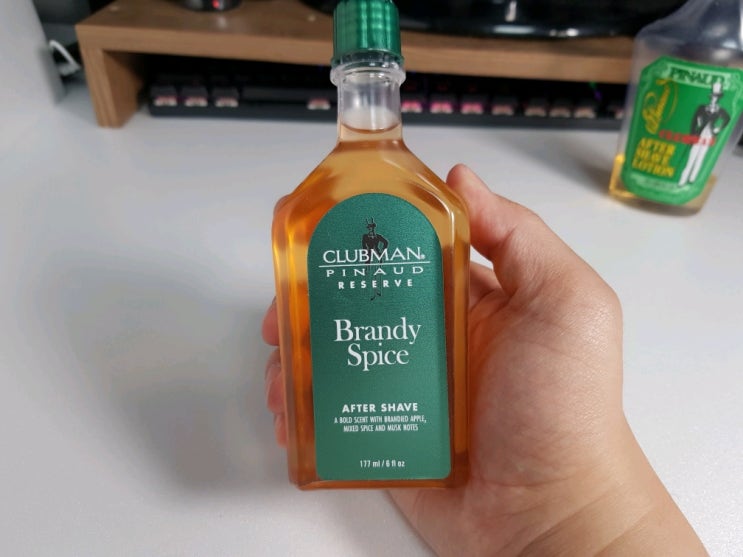 CLUBMAN®
PINAUD
RESERVE
Brandy
Spice
AFTER SHAVE
A BOLD SCENT WITH BRANDIED APPLE,
MIXED SPICE AND MUSK NOTES
177 ml / 6 fl oz
PINAUD
CLUBMAN
AFTER
SHAVE
LOTION